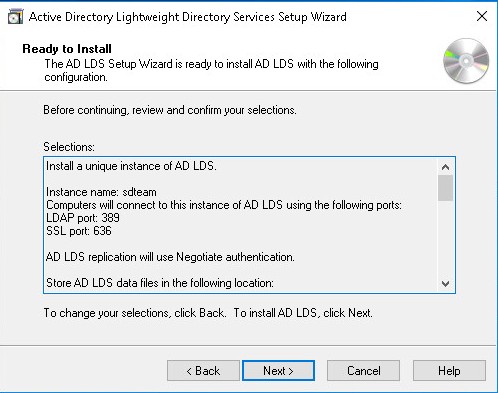 Active Directory Lightweight Directory Services Setup Wizard
Ready to Install
The AD LDS Setup Wizard is ready to install AD LDS with the following
configuration.
Before continuing, review and confirm your selections.
Selections:
Install a unique instance of AD LDS.
Instance name: sdteam
Computers will connect to this instance of AD LDS using the following ports:
LDAP port: 389
SSL port: 636
AD LDS replication will use Negotiate authentication.
Store AD LDS data files in the following location:
To change your selections, click Back. To install AD LDS, click Next.
< Back
Next >
Cancel
Help